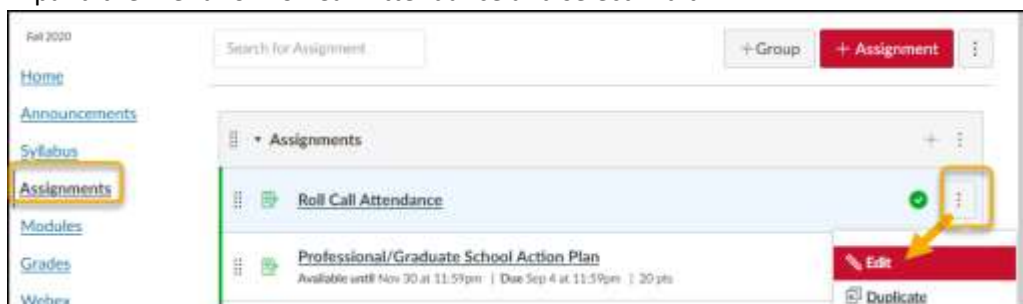 Fall 2020
Search for Assignment
+ Group
+ Assignment
Home
Announcements
Syllabus
Assignments
Modules
Grades
Webex
Assignments
Roll Call Attendance
Professional/Graduate School Action Plan
Available until Nov 30 at 11:59pm | Due Sep 4 at 11:59pm | 20 pts
Edit
Duplicate